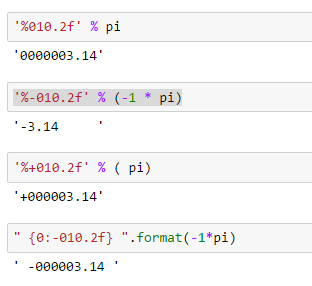 '%010.2f' % pi
'0000003.14'
'%-010.2f' % (-1 * pi)
'-3.14     '
'%+010.2f' % ( pi)
'+000003.14'
" {0:-010.2f} ".format(-1*pi)
' -000003.14 '